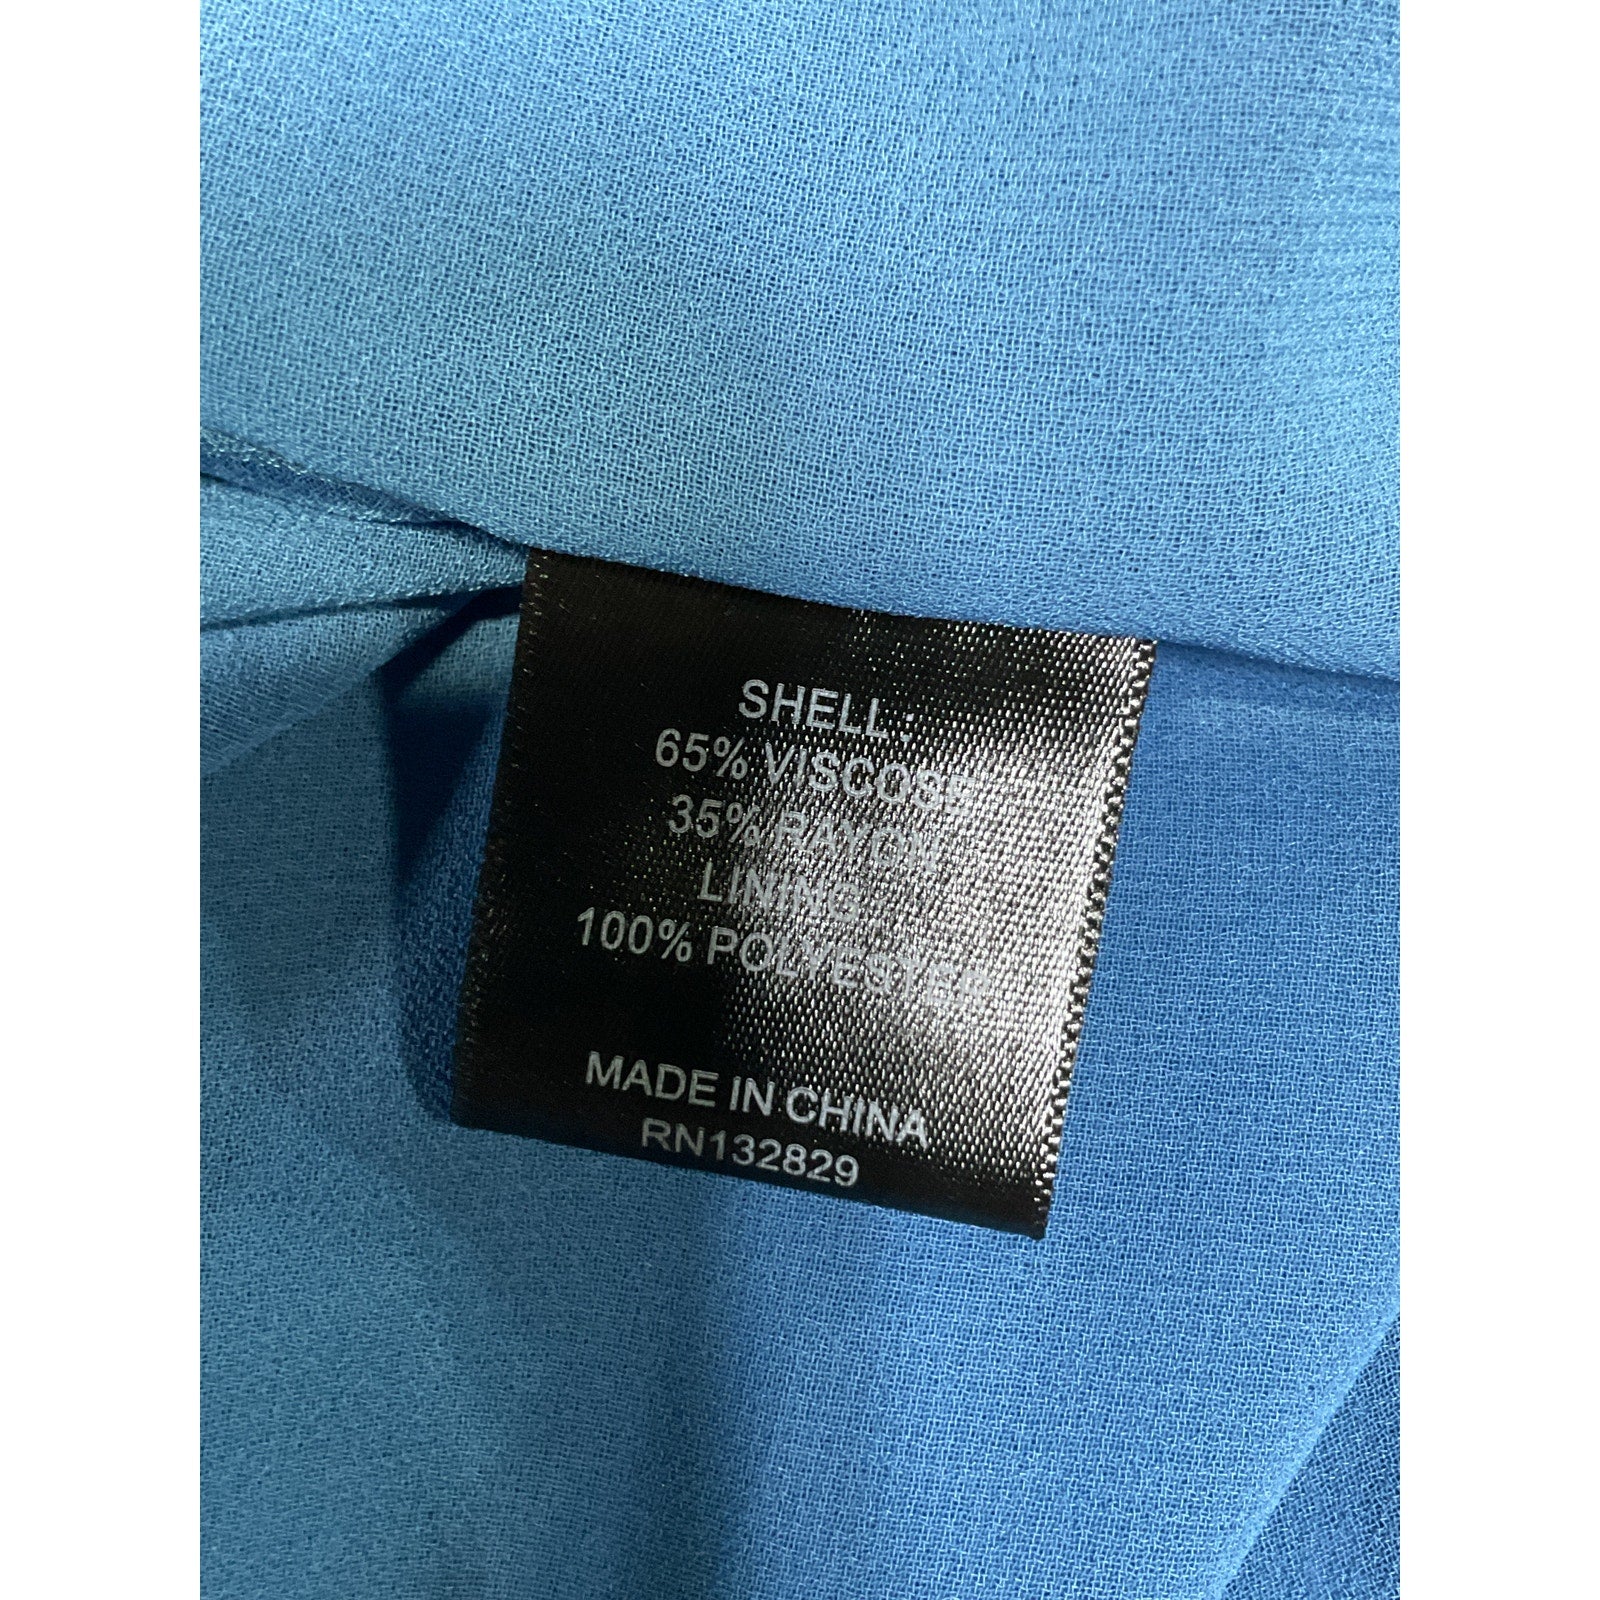 SHELL:
65% VISCOSE
35% RAYON
LINING
100% POLYESTER
MADE IN CHINA
RN132829